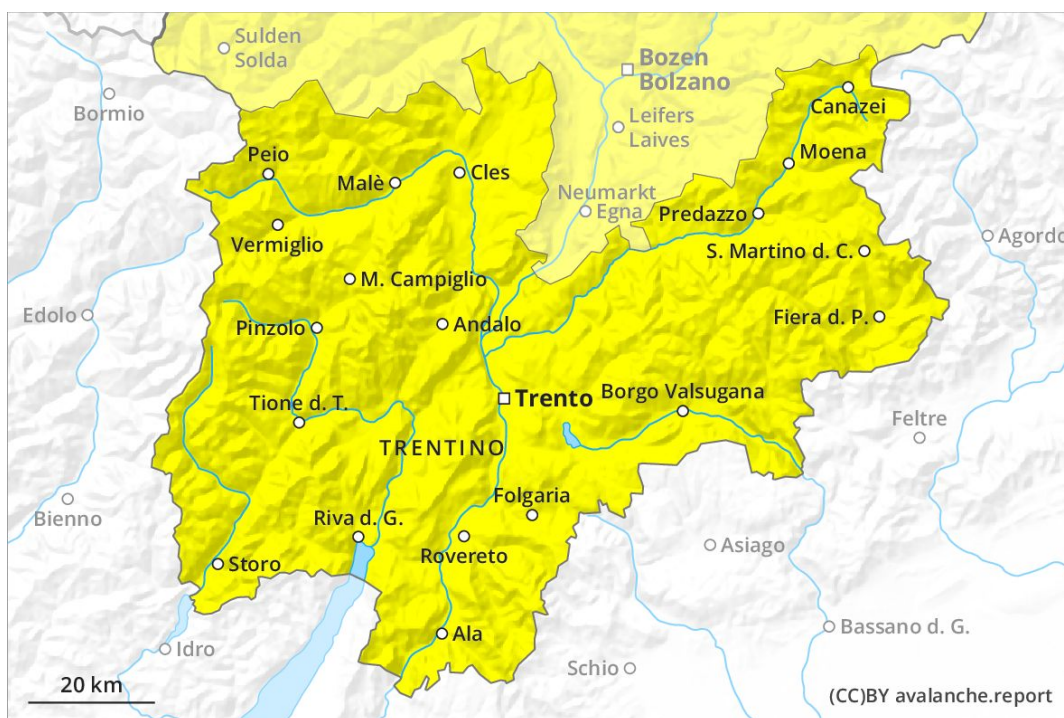 Sulden
Solda
Bozen
Bolzano
Bormio
Canazei
Leifers
Laives
Peio
Malè
Cles
Moena
Neumarkt
Egna
Predazzo
Vermiglio
S. Martino d. C.
Agordo
M. Campiglio
Edolo
Pinzolo
Andalo
Fiera d. P.
Trento
Borgo Valsugana
Tione d. T.
Feltre
TRENTINO
Bienno
Folgaria
Riva d. G.
Rovereto
Asiago
Storo
Ala
Bassano d. G.
Idro
Schio
20 km
(CC)BY avalanche.report